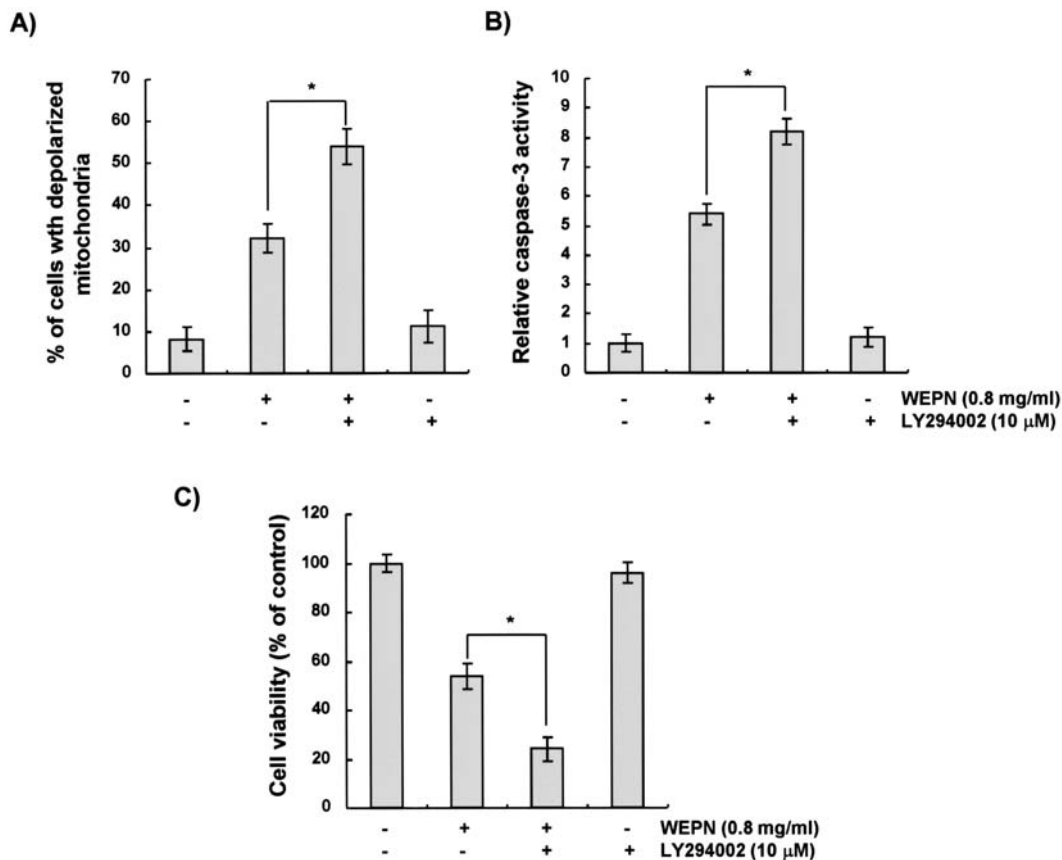 A)
% of cells wth depolarized
mitochondria
70
60
50
40
30
20
10
0
*
- + + -
- - + +
B)
Relative caspase-3 activity
10
9
8
7
6
5
4
3
2
1
0
*
- + + - WEPN (0.8 mg/ml)
- - + + LY294002 (10 μM)
C)
Cell viability (% of control)
120
100
80
60
40
20
0
*
- + + - WEPN (0.8 mg/ml)
- - + + LY294002 (10 μM)